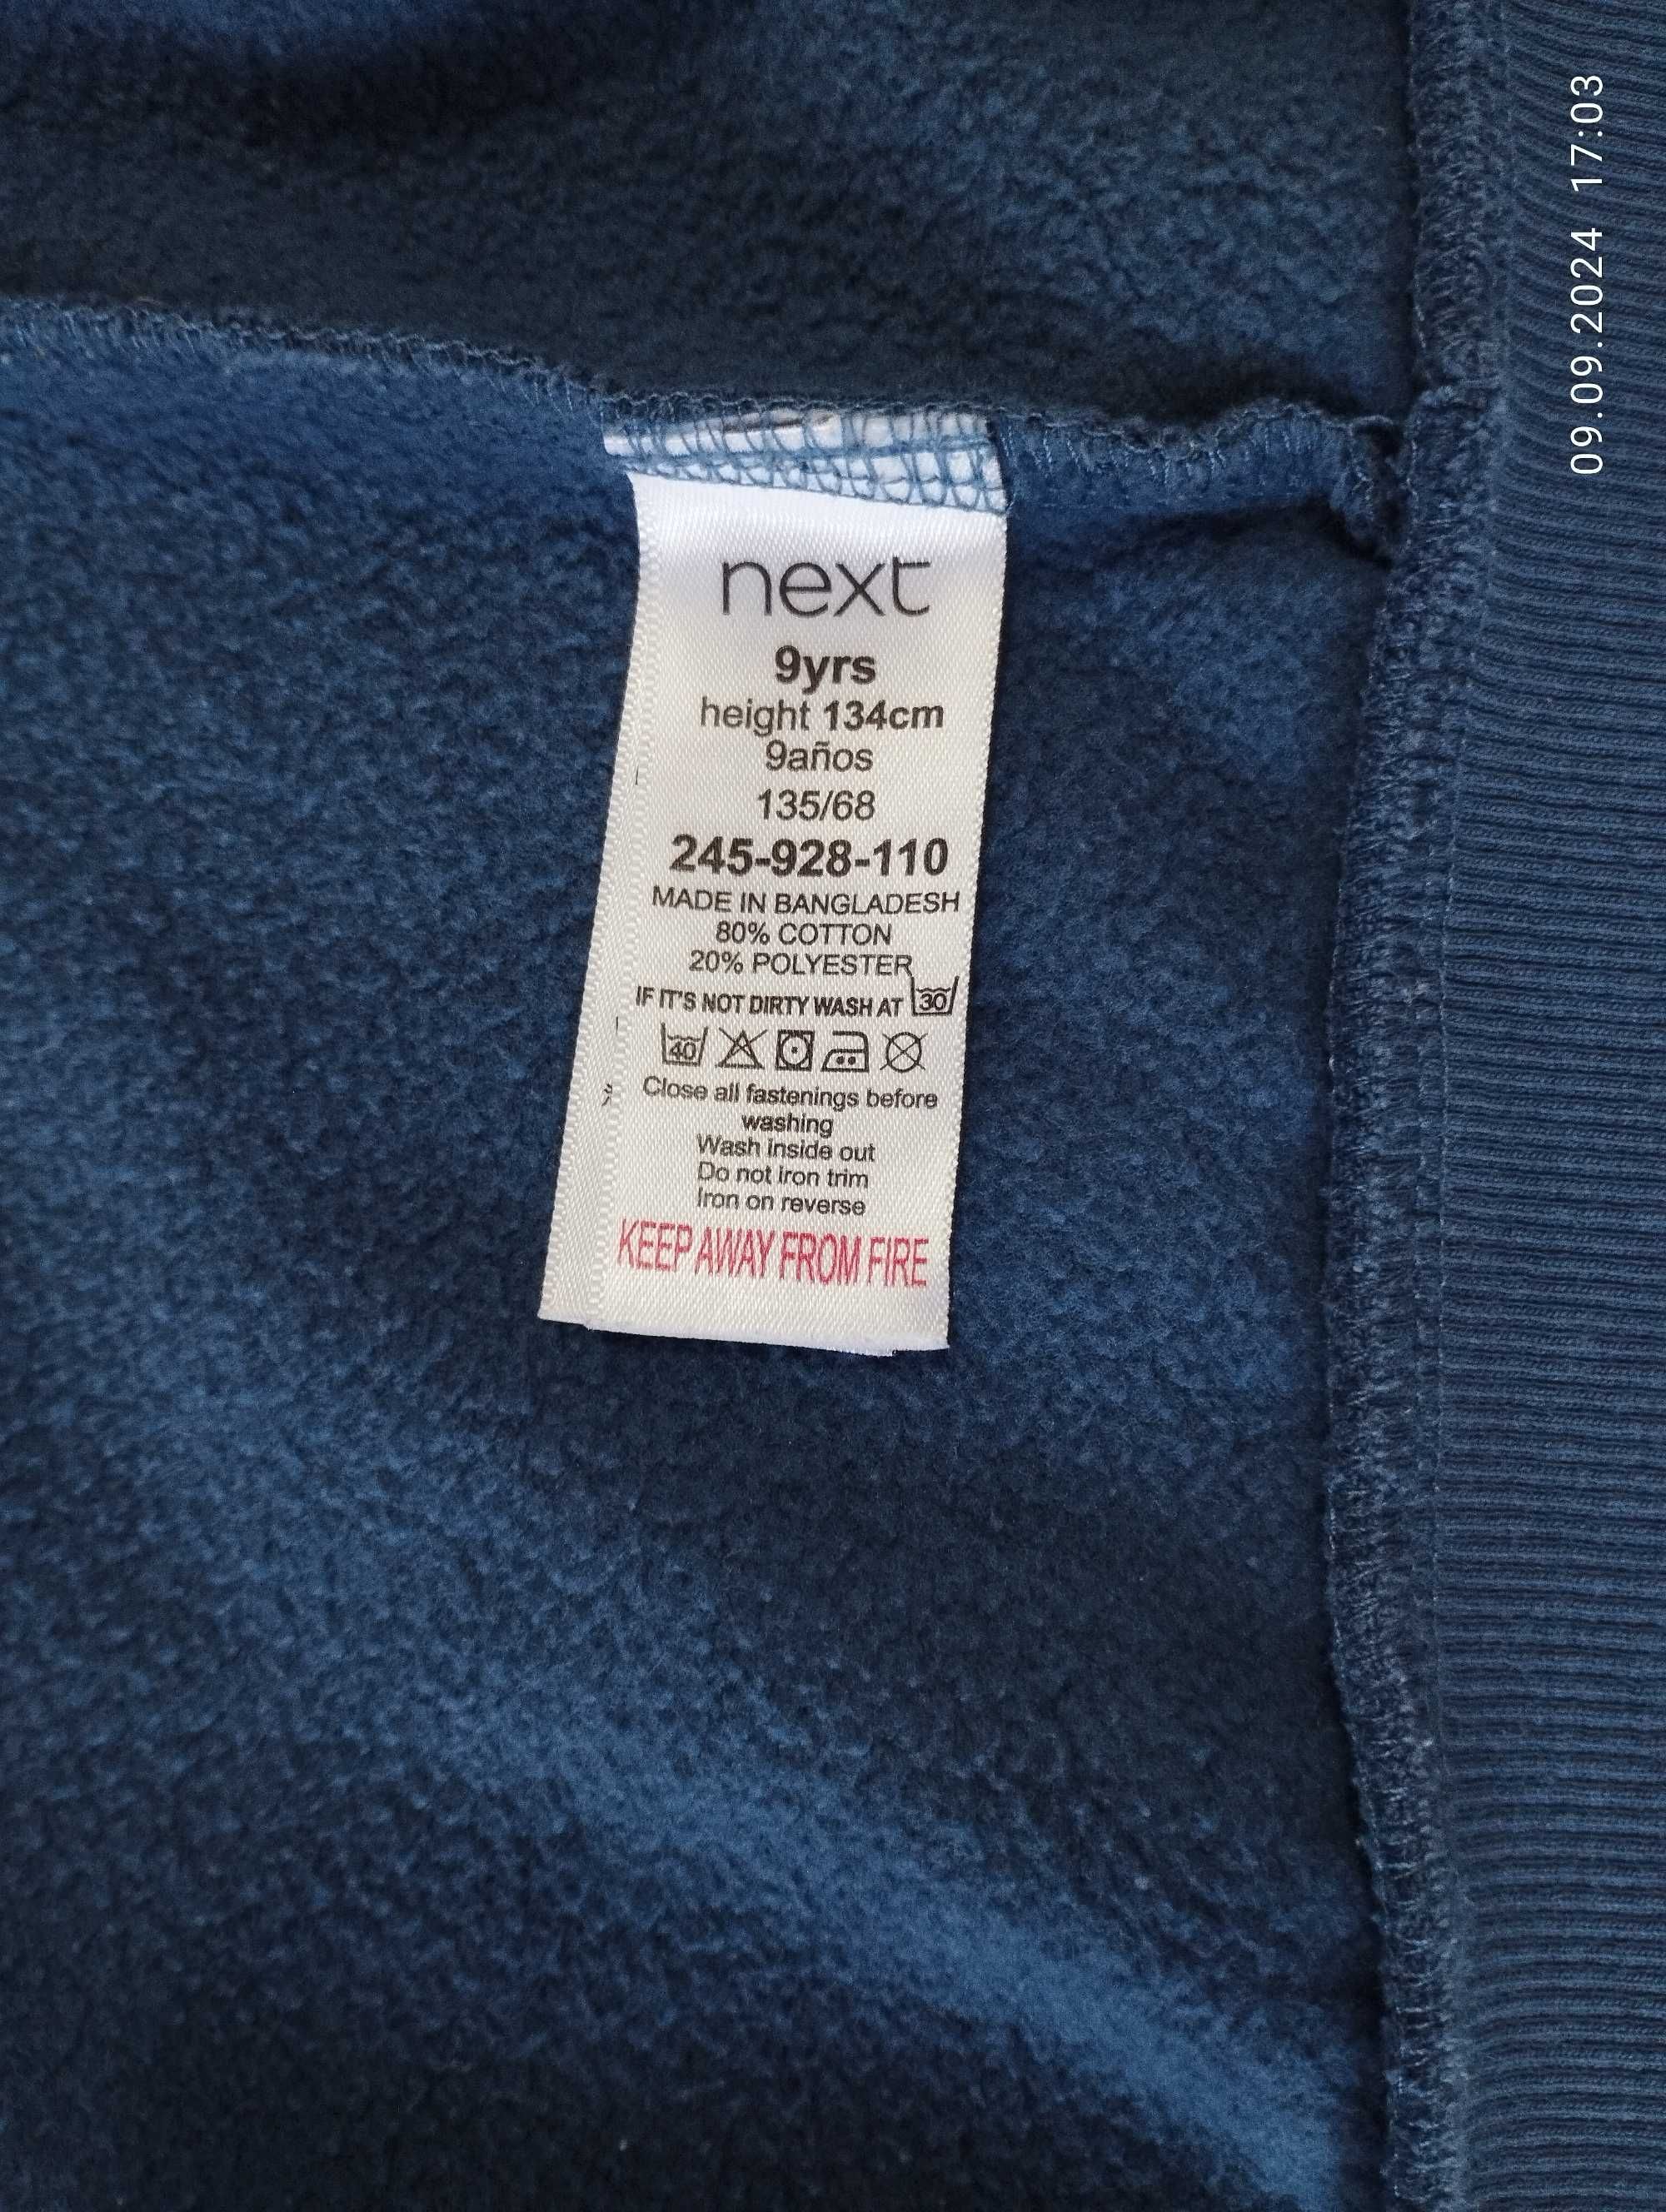 next
9yrs
height 134cm
9años
135/68
245-928-110
MADE IN BANGLADESH
80% COTTON
20% POLYESTER
IF IT'S NOT DIRTY WASH AT 30
40
Close all fastenings before
washing
Wash inside out
Do not iron trim
Iron on reverse
KEEP AWAY FROM FIRE
09.09.2024 17:03